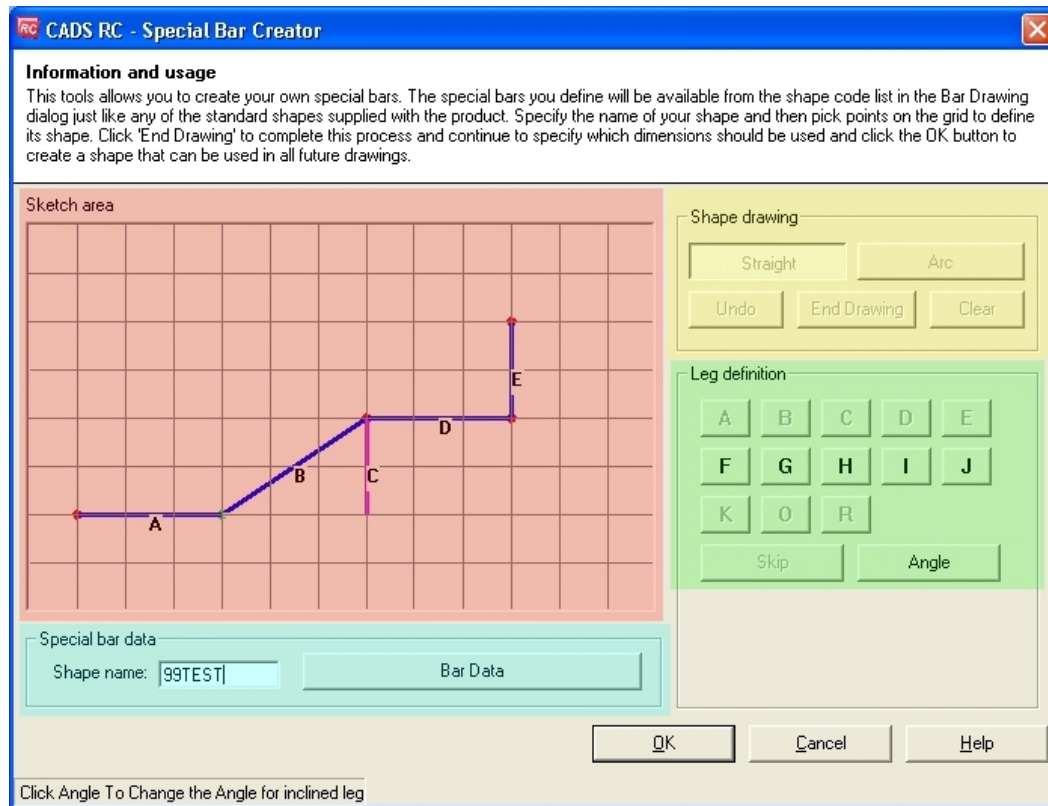 RC CADS RC - Special Bar Creator
Information and usage
This tools allows you to create your own special bars. The special bars you define will be available from the shape code list in the Bar Drawing
dialog just like any of the standard shapes supplied with the product. Specify the name of your shape and then pick points on the grid to define
its shape. Click 'End Drawing' to complete this process and continue to specify which dimensions should be used and click the OK button to
create a shape that can be used in all future drawings.
Sketch area
A
B
C
D
E
Shape drawing
Straight Arc
Undo End Drawing Clear
Leg definition
A B C D E
F G H I J
K O R
Skip Angle
Special bar data
Shape name: 99TEST Bar Data
OK Cancel Help
Click Angle To Change the Angle for inclined leg